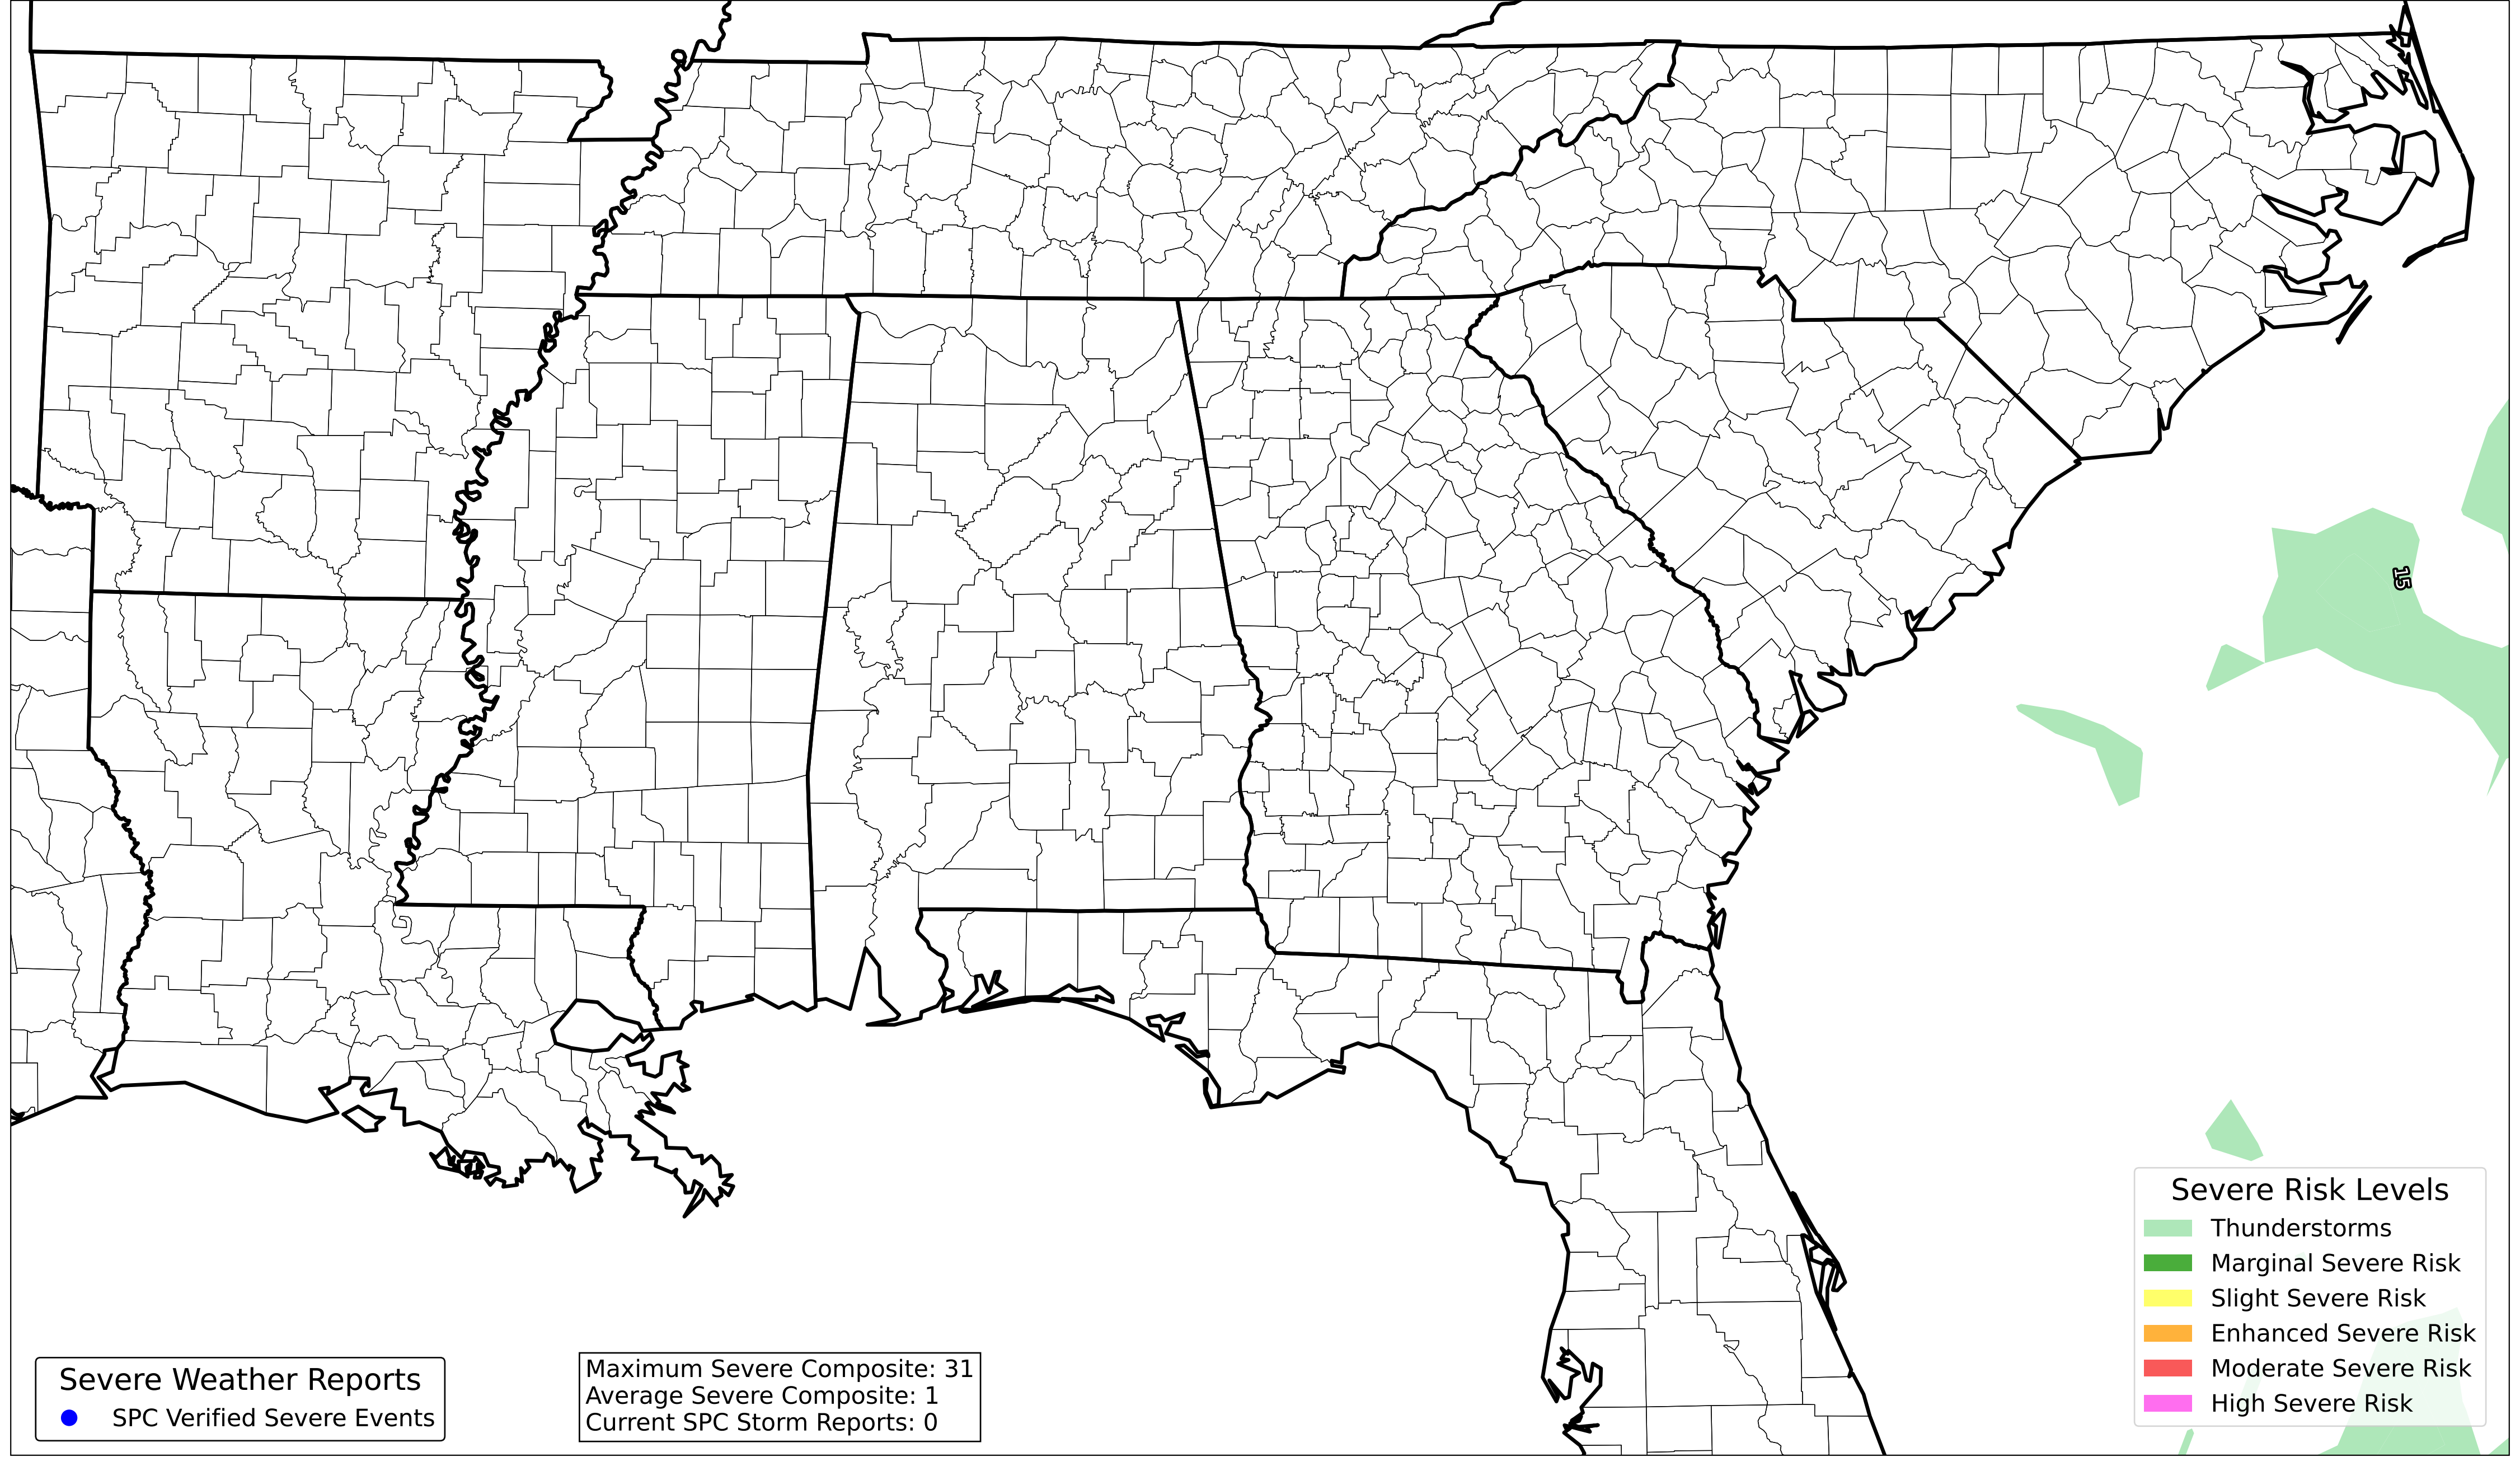 15
Severe Risk Levels
Thunderstorms
Marginal Severe Risk
Slight Severe Risk
Enhanced Severe Risk
Moderate Severe Risk
High Severe Risk
Severe Weather Reports
SPC Verified Severe Events
Maximum Severe Composite: 31
Average Severe Composite: 1
Current SPC Storm Reports: 0